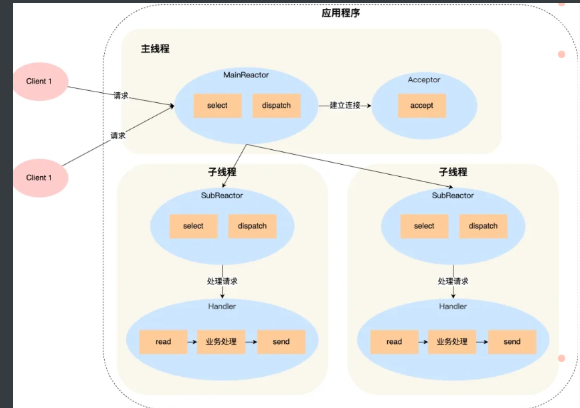 应用程序
主线程
MainReactor
select
dispatch
Acceptor
accept
建立连接
Client 1
请求
请求
Client 1
子线程
SubReactor
select
dispatch
处理请求
Handler
read
业务处理
send
子线程
SubReactor
select
dispatch
处理请求
Handler
read
业务处理
send